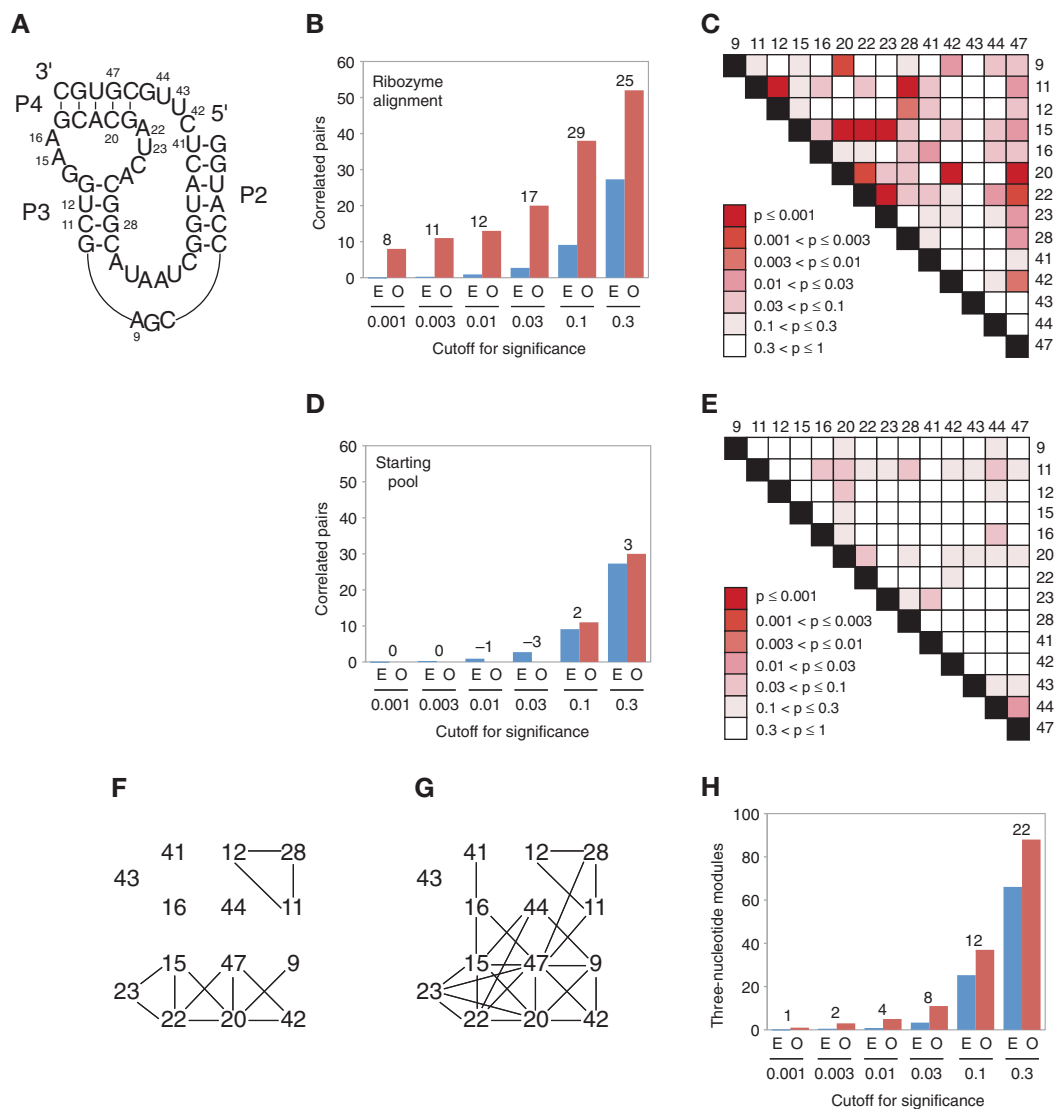 A
3'
47
44
CGUGCGUU
43
42
5'
P4
GCACGA
20
22
23
U
C
A
C
C
U
41
16
15
A
A
G
G
G
G
U
A
C
C
P2
12
11
P3
U
C
G
A
G
G
C
28
A
U
A
A
U
C
G
G
U
A
C
U
AGC
9
B
Ribozyme
alignment
Correlated pairs
60
50
40
30
20
10
0
8
11
12
17
29
25
E O E O E O E O E O E O
0.001 0.003 0.01 0.03 0.1 0.3
Cutoff for significance
C
9 11 12 15 16 20 22 23 28 41 42 43 44 47
9
11
12
15
16
20
22
23
28
41
42
43
44
47
p ≤ 0.001
0.001 < p ≤ 0.003
0.003 < p ≤ 0.01
0.01 < p ≤ 0.03
0.03 < p ≤ 0.1
0.1 < p ≤ 0.3
0.3 < p ≤ 1
D
Starting
pool
Correlated pairs
60
50
40
30
20
10
0
0
0
–1
–3
2
3
E O E O E O E O E O E O
0.001 0.003 0.01 0.03 0.1 0.3
Cutoff for significance
E
9 11 12 15 16 20 22 23 28 41 42 43 44 47
9
11
12
15
16
20
22
23
28
41
42
43
44
47
p ≤ 0.001
0.001 < p ≤ 0.003
0.003 < p ≤ 0.01
0.01 < p ≤ 0.03
0.03 < p ≤ 0.1
0.1 < p ≤ 0.3
0.3 < p ≤ 1
F
41 12 28
43
16 44 11
15 47 9
23
22 20 42
G
41 12 28
43
16 44 11
15 47 9
23
22 20 42
H
Three-nucleotide modules
100
80
60
40
20
0
1
2
4
8
12
22
E O E O E O E O E O E O
0.001 0.003 0.01 0.03 0.1 0.3
Cutoff for significance